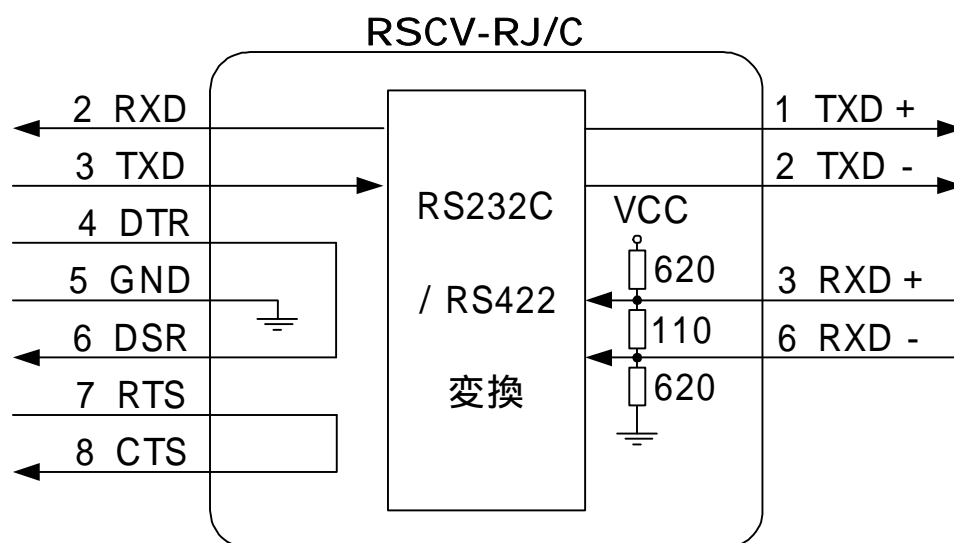 RSCV-RJ/C
2 RXD
3 TXD
4 DTR
5 GND
6 DSR
7 RTS
8 CTS
RS232C
/ RS422
変換
VCC
620
110
620
1 TXD +
2 TXD -
3 RXD +
6 RXD -